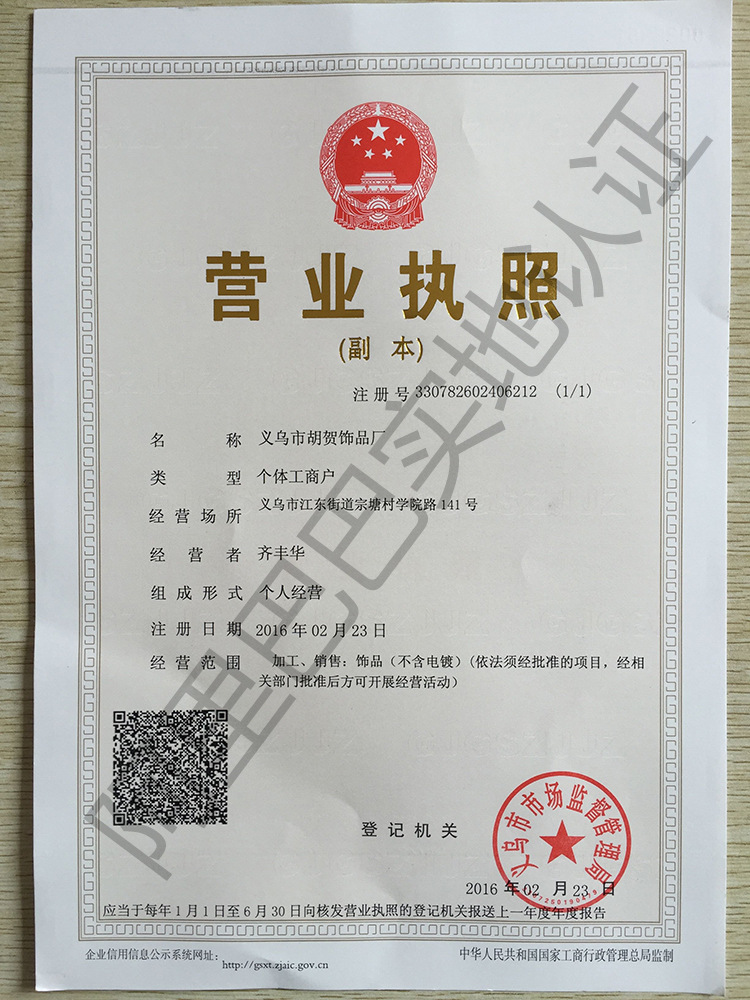 营业执照
(副 本)
注册号 330782602406212 (1/1)
名称 义乌市胡贺饰品厂
类型 个体工商户
经营场所 义乌市江东街道宗塘村学院路 141 号
经营者 齐丰华
组成形式 个人经营
注册日期 2016 年 02 月 23 日
经营范围 加工、销售：饰品（不含电镀）(依法须经批准的项目，经相
关部门批准后方可开展经营活动）
阿里巴巴实地认证
登记机关
义乌市市场监督管理局
2016 年 02 月 23 日
应当于每年 1 月 1 日至 6 月 30 日向核发营业执照的登记机关报送上一年度年度报告
企业信用信息公示系统网址: http://gsxt.zjaic.gov.cn
中华人民共和国国家工商行政管理总局监制